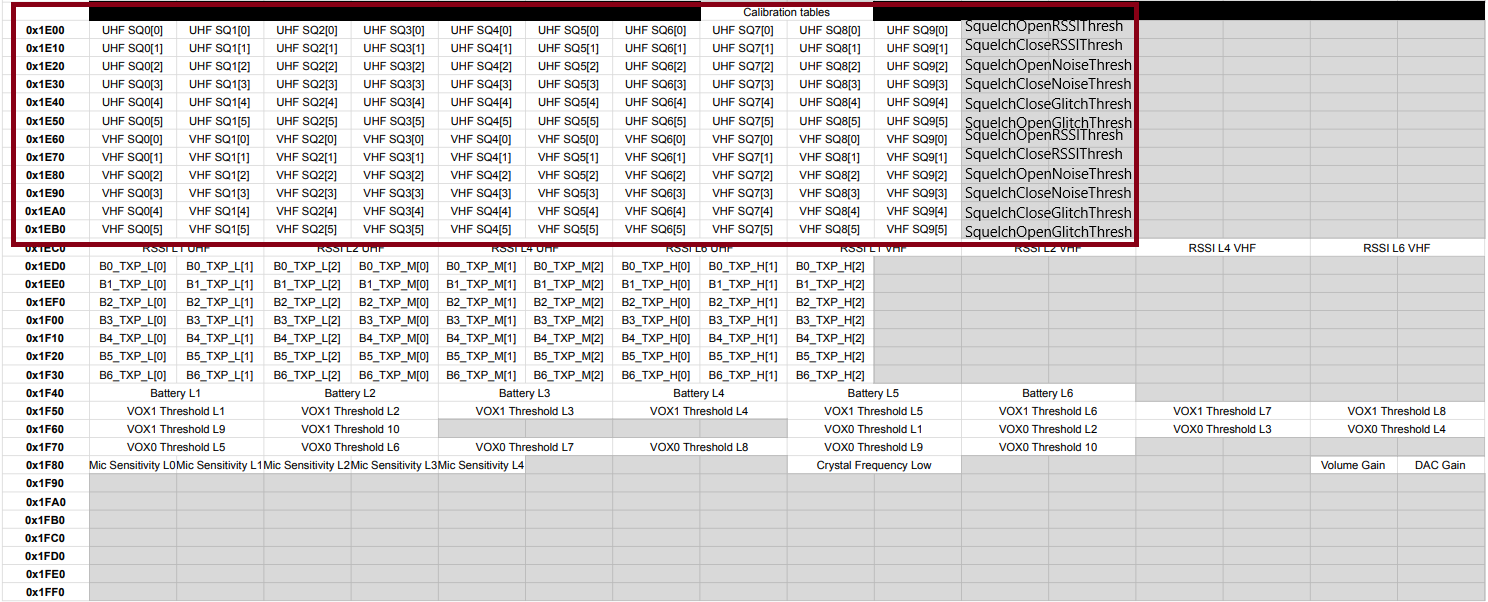 Calibration tables
0x1E00 UHF SQ0[0] UHF SQ1[0] UHF SQ2[0] UHF SQ3[0] UHF SQ4[0] UHF SQ5[0] UHF SQ6[0] UHF SQ7[0] UHF SQ8[0] UHF SQ9[0] SquelchOpenRSSIThresh
0x1E10 UHF SQ0[1] UHF SQ1[1] UHF SQ2[1] UHF SQ3[1] UHF SQ4[1] UHF SQ5[1] UHF SQ6[1] UHF SQ7[1] UHF SQ8[1] UHF SQ9[1] SquelchCloseRSSIThresh
0x1E20 UHF SQ0[2] UHF SQ1[2] UHF SQ2[2] UHF SQ3[2] UHF SQ4[2] UHF SQ5[2] UHF SQ6[2] UHF SQ7[2] UHF SQ8[2] UHF SQ9[2] SquelchOpenNoiseThresh
0x1E30 UHF SQ0[3] UHF SQ1[3] UHF SQ2[3] UHF SQ3[3] UHF SQ4[3] UHF SQ5[3] UHF SQ6[3] UHF SQ7[3] UHF SQ8[3] UHF SQ9[3] SquelchCloseNoiseThresh
0x1E40 UHF SQ0[4] UHF SQ1[4] UHF SQ2[4] UHF SQ3[4] UHF SQ4[4] UHF SQ5[4] UHF SQ6[4] UHF SQ7[4] UHF SQ8[4] UHF SQ9[4] SquelchCloseGlitchThresh
0x1E50 UHF SQ0[5] UHF SQ1[5] UHF SQ2[5] UHF SQ3[5] UHF SQ4[5] UHF SQ5[5] UHF SQ6[5] UHF SQ7[5] UHF SQ8[5] UHF SQ9[5] SquelchOpenGlitchThresh
0x1E60 VHF SQ0[0] VHF SQ1[0] VHF SQ2[0] VHF SQ3[0] VHF SQ4[0] VHF SQ5[0] VHF SQ6[0] VHF SQ7[0] VHF SQ8[0] VHF SQ9[0] SquelchOpenRSSIThresh
0x1E70 VHF SQ0[1] VHF SQ1[1] VHF SQ2[1] VHF SQ3[1] VHF SQ4[1] VHF SQ5[1] VHF SQ6[1] VHF SQ7[1] VHF SQ8[1] VHF SQ9[1] SquelchCloseRSSIThresh
0x1E80 VHF SQ0[2] VHF SQ1[2] VHF SQ2[2] VHF SQ3[2] VHF SQ4[2] VHF SQ5[2] VHF SQ6[2] VHF SQ7[2] VHF SQ8[2] VHF SQ9[2] SquelchOpenNoiseThresh
0x1E90 VHF SQ0[3] VHF SQ1[3] VHF SQ2[3] VHF SQ3[3] VHF SQ4[3] VHF SQ5[3] VHF SQ6[3] VHF SQ7[3] VHF SQ8[3] VHF SQ9[3] SquelchCloseNoiseThresh
0x1EA0 VHF SQ0[4] VHF SQ1[4] VHF SQ2[4] VHF SQ3[4] VHF SQ4[4] VHF SQ5[4] VHF SQ6[4] VHF SQ7[4] VHF SQ8[4] VHF SQ9[4] SquelchCloseGlitchThresh
0x1EB0 VHF SQ0[5] VHF SQ1[5] VHF SQ2[5] VHF SQ3[5] VHF SQ4[5] VHF SQ5[5] VHF SQ6[5] VHF SQ7[5] VHF SQ8[5] VHF SQ9[5] SquelchOpenGlitchThresh
0x1EC0 RSSI L1 UHF RSSI L2 UHF RSSI L4 UHF RSSI L6 UHF RSSI L1 VHF RSSI L2 VHF RSSI L4 VHF RSSI L6 VHF
0x1ED0 B0_TXP_L[0] B0_TXP_L[1] B0_TXP_L[2] B0_TXP_M[0] B0_TXP_M[1] B0_TXP_M[2] B0_TXP_H[0] B0_TXP_H[1] B0_TXP_H[2]
0x1EE0 B1_TXP_L[0] B1_TXP_L[1] B1_TXP_L[2] B1_TXP_M[0] B1_TXP_M[1] B1_TXP_M[2] B1_TXP_H[0] B1_TXP_H[1] B1_TXP_H[2]
0x1EF0 B2_TXP_L[0] B2_TXP_L[1] B2_TXP_L[2] B2_TXP_M[0] B2_TXP_M[1] B2_TXP_M[2] B2_TXP_H[0] B2_TXP_H[1] B2_TXP_H[2]
0x1F00 B3_TXP_L[0] B3_TXP_L[1] B3_TXP_L[2] B3_TXP_M[0] B3_TXP_M[1] B3_TXP_M[2] B3_TXP_H[0] B3_TXP_H[1] B3_TXP_H[2]
0x1F10 B4_TXP_L[0] B4_TXP_L[1] B4_TXP_L[2] B4_TXP_M[0] B4_TXP_M[1] B4_TXP_M[2] B4_TXP_H[0] B4_TXP_H[1] B4_TXP_H[2]
0x1F20 B5_TXP_L[0] B5_TXP_L[1] B5_TXP_L[2] B5_TXP_M[0] B5_TXP_M[1] B5_TXP_M[2] B5_TXP_H[0] B5_TXP_H[1] B5_TXP_H[2]
0x1F30 B6_TXP_L[0] B6_TXP_L[1] B6_TXP_L[2] B6_TXP_M[0] B6_TXP_M[1] B6_TXP_M[2] B6_TXP_H[0] B6_TXP_H[1] B6_TXP_H[2]
0x1F40 Battery L1 Battery L2 Battery L3 Battery L4 Battery L5 Battery L6
0x1F50 VOX1 Threshold L1 VOX1 Threshold L2 VOX1 Threshold L3 VOX1 Threshold L4 VOX1 Threshold L5 VOX1 Threshold L6 VOX1 Threshold L7 VOX1 Threshold L8
0x1F60 VOX1 Threshold L9 VOX1 Threshold 10 VOX0 Threshold L1 VOX0 Threshold L2 VOX0 Threshold L3 VOX0 Threshold L4
0x1F70 VOX0 Threshold L5 VOX0 Threshold L6 VOX0 Threshold L7 VOX0 Threshold L8 VOX0 Threshold L9 VOX0 Threshold 10
0x1F80 Mic Sensitivity L0 Mic Sensitivity L1 Mic Sensitivity L2 Mic Sensitivity L3 Mic Sensitivity L4 Crystal Frequency Low Volume Gain DAC Gain
0x1F90
0x1FA0
0x1FB0
0x1FC0
0x1FD0
0x1FE0
0x1FF0